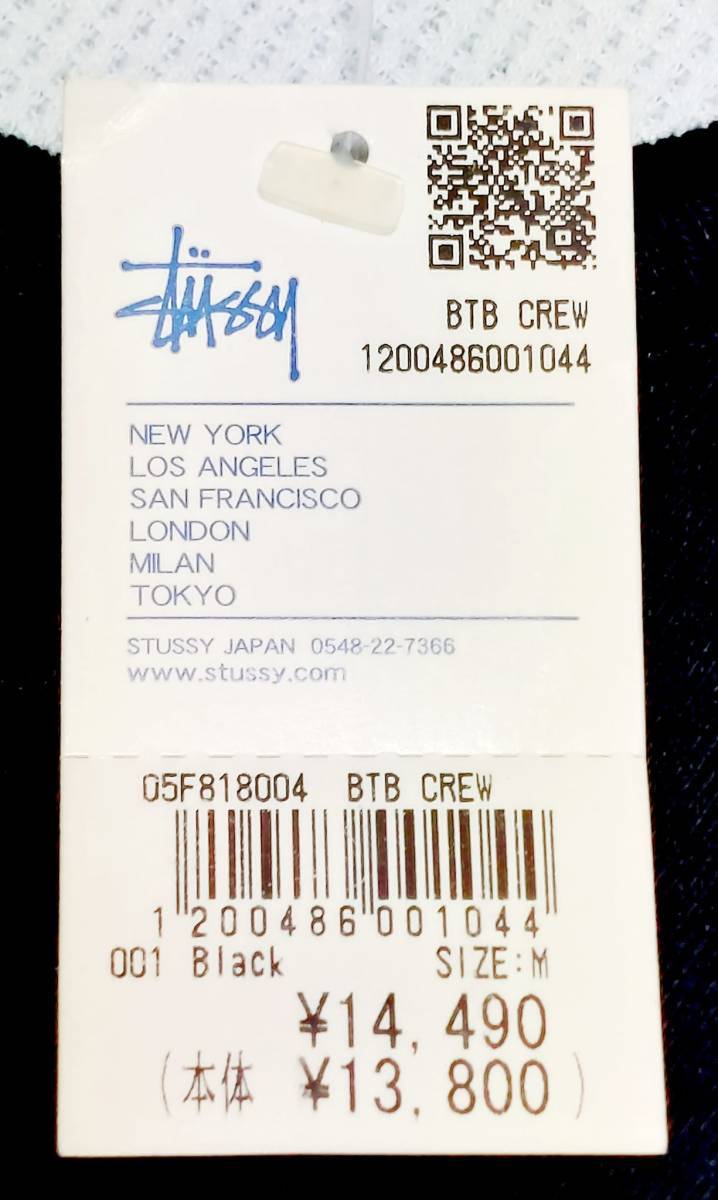 Stüssy
BTB CREW
1200486001044
NEW YORK
LOS ANGELES
SAN FRANCISCO
LONDON
MILAN
TOKYO
STUSSY JAPAN 0548-22-7366
www.stussy.com
05F818004 BTB CREW
1 200486 001044
001 Black SIZE:M
¥14,490
(本体 ¥13,800)